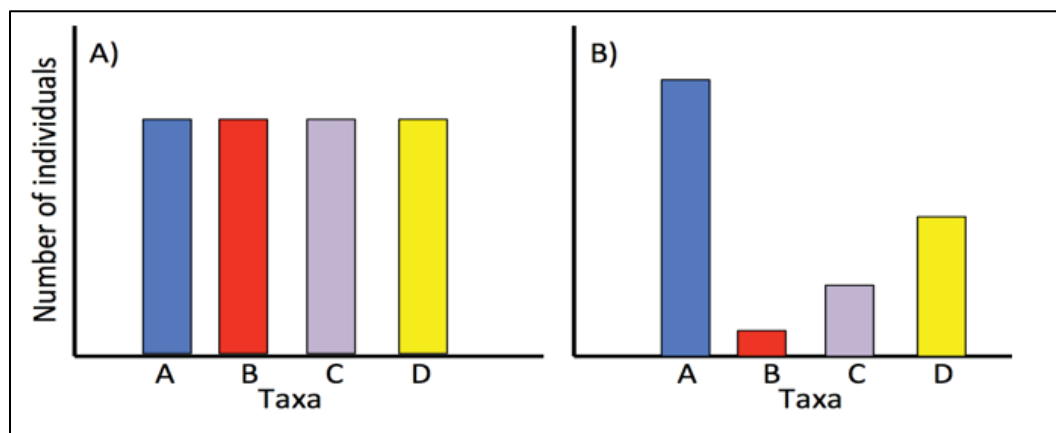 Number of individuals
A)
A B C D
Taxa
B)
A B C D
Taxa